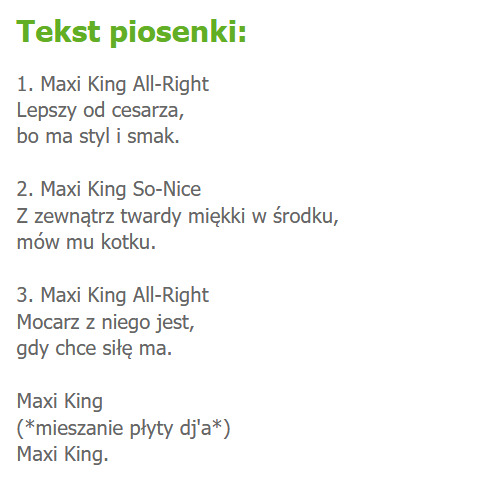 Tekst piosenki:
1. Maxi King All-Right
Lepszy od cesarza,
bo ma styl i smak.
2. Maxi King So-Nice
Z zewnątrz twardy miękki w środku,
mów mu kotku.
3. Maxi King All-Right
Mocarz z niego jest,
gdy chce siłę ma.
Maxi King
(*mieszanie płyty dj'a*)
Maxi King.